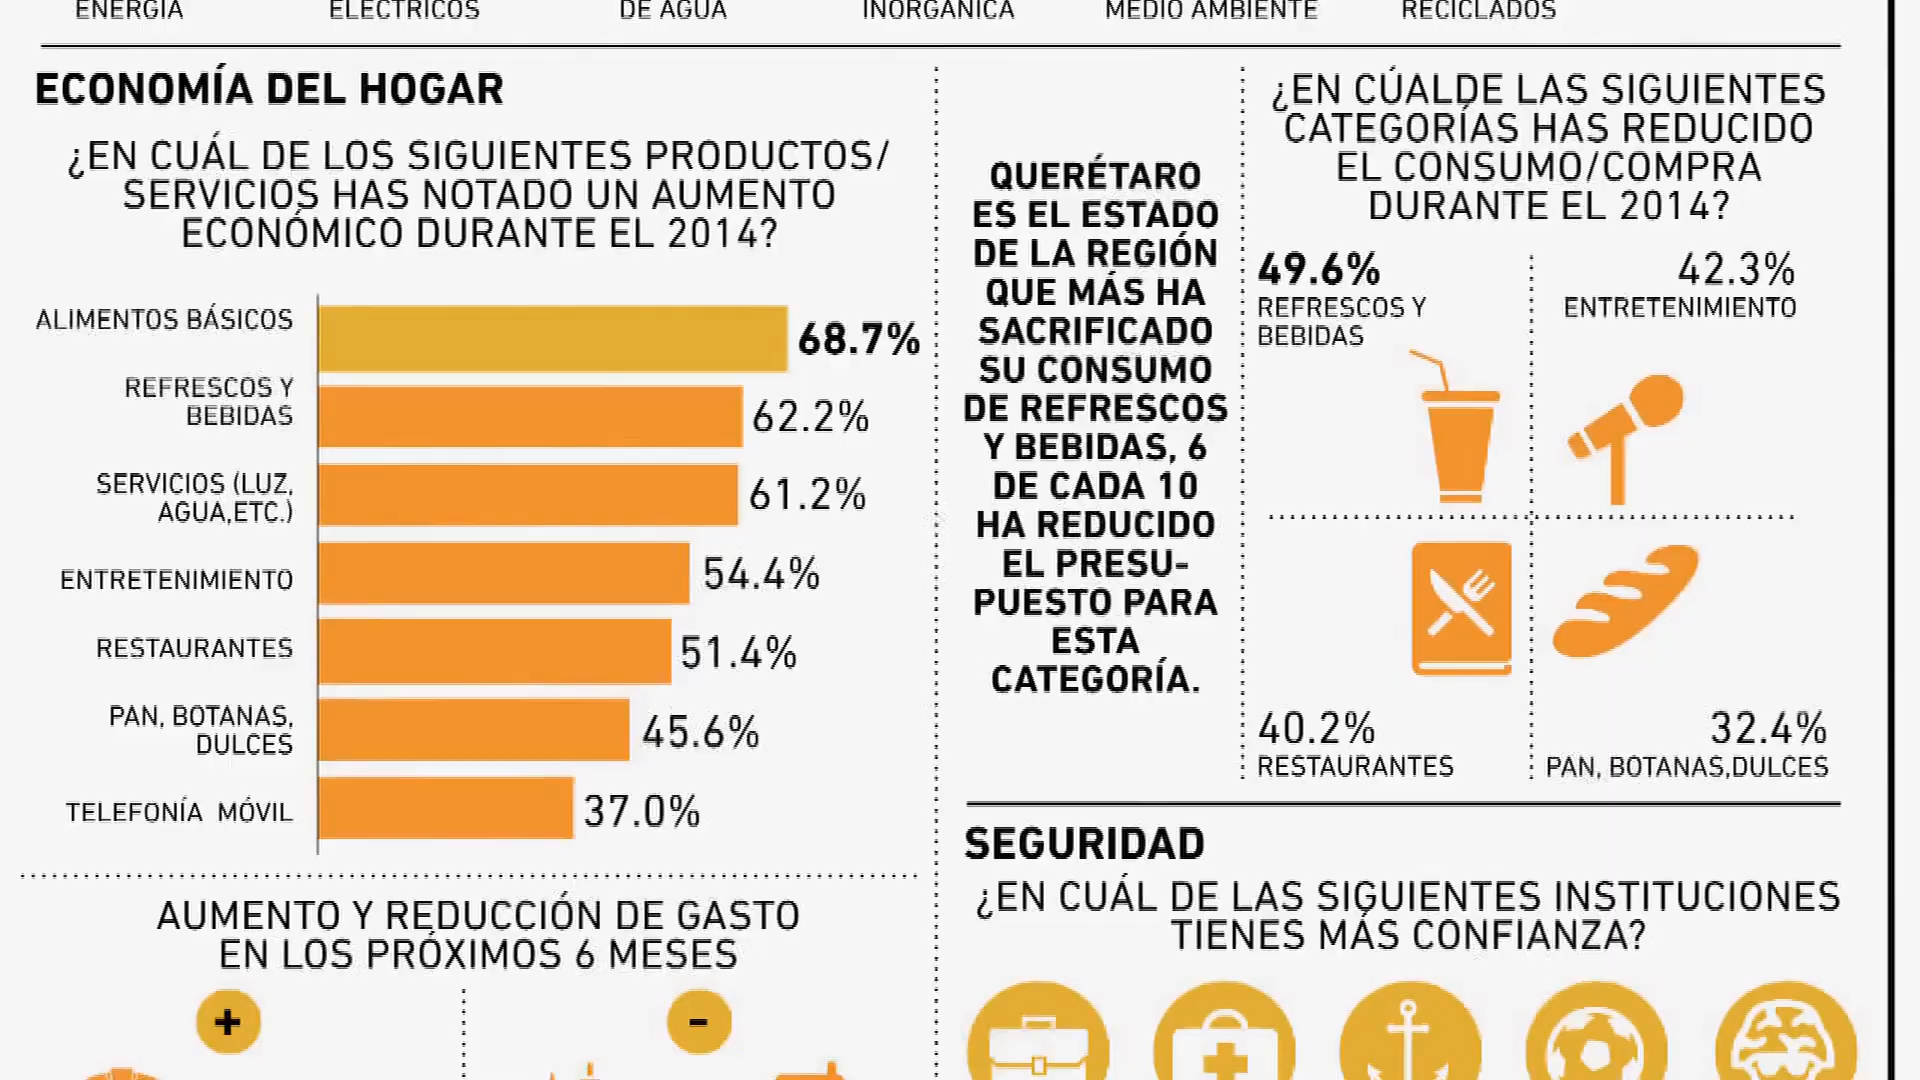 ENERGÍA ELÉCTRICOS DE AGUA INORGÁNICA MEDIO AMBIENTE RECICLADOS
ECONOMÍA DEL HOGAR
¿EN CUÁL DE LOS SIGUIENTES PRODUCTOS/
SERVICIOS HAS NOTADO UN AUMENTO
ECONÓMICO DURANTE EL 2014?
ALIMENTOS BÁSICOS
68.7%
REFRESCOS Y
BEBIDAS
62.2%
SERVICIOS (LUZ,
AGUA,ETC.)
61.2%
ENTRETENIMIENTO
54.4%
RESTAURANTES
51.4%
PAN, BOTANAS,
DULCES
45.6%
TELEFONÍA MÓVIL
37.0%
AUMENTO Y REDUCCIÓN DE GASTO
EN LOS PRÓXIMOS 6 MESES
+
-
QUERÉTARO
ES EL ESTADO
DE LA REGIÓN
QUE MÁS HA
SACRIFICADO
SU CONSUMO
DE REFRESCOS
Y BEBIDAS, 6
DE CADA 10
HA REDUCIDO
EL PRESU-
PUESTO PARA
ESTA
CATEGORÍA.
¿EN CÚALDE LAS SIGUIENTES
CATEGORÍAS HAS REDUCIDO
EL CONSUMO/COMPRA
DURANTE EL 2014?
49.6%
REFRESCOS Y
BEBIDAS
42.3%
ENTRETENIMIENTO
40.2%
RESTAURANTES
32.4%
PAN, BOTANAS,DULCES
SEGURIDAD
¿EN CUÁL DE LAS SIGUIENTES INSTITUCIONES
TIENES MÁS CONFIANZA?